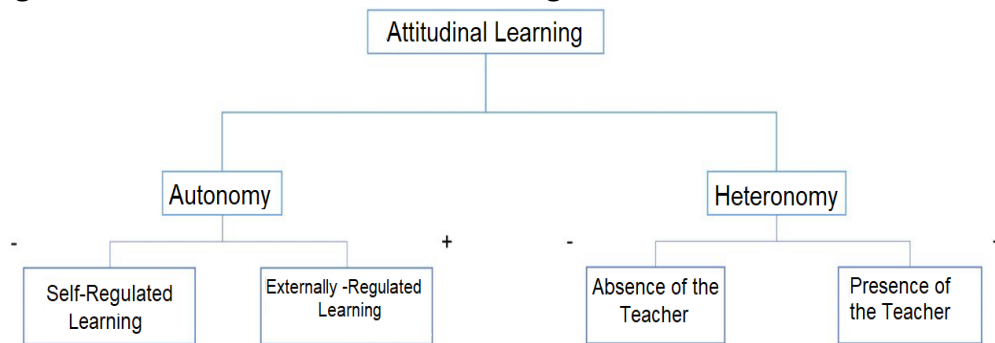 Attitudinal Learning
Autonomy
Heteronomy
- + - +
Self-Regulated
Learning
Externally -Regulated
Learning
Absence of the
Teacher
Presence of
the Teacher